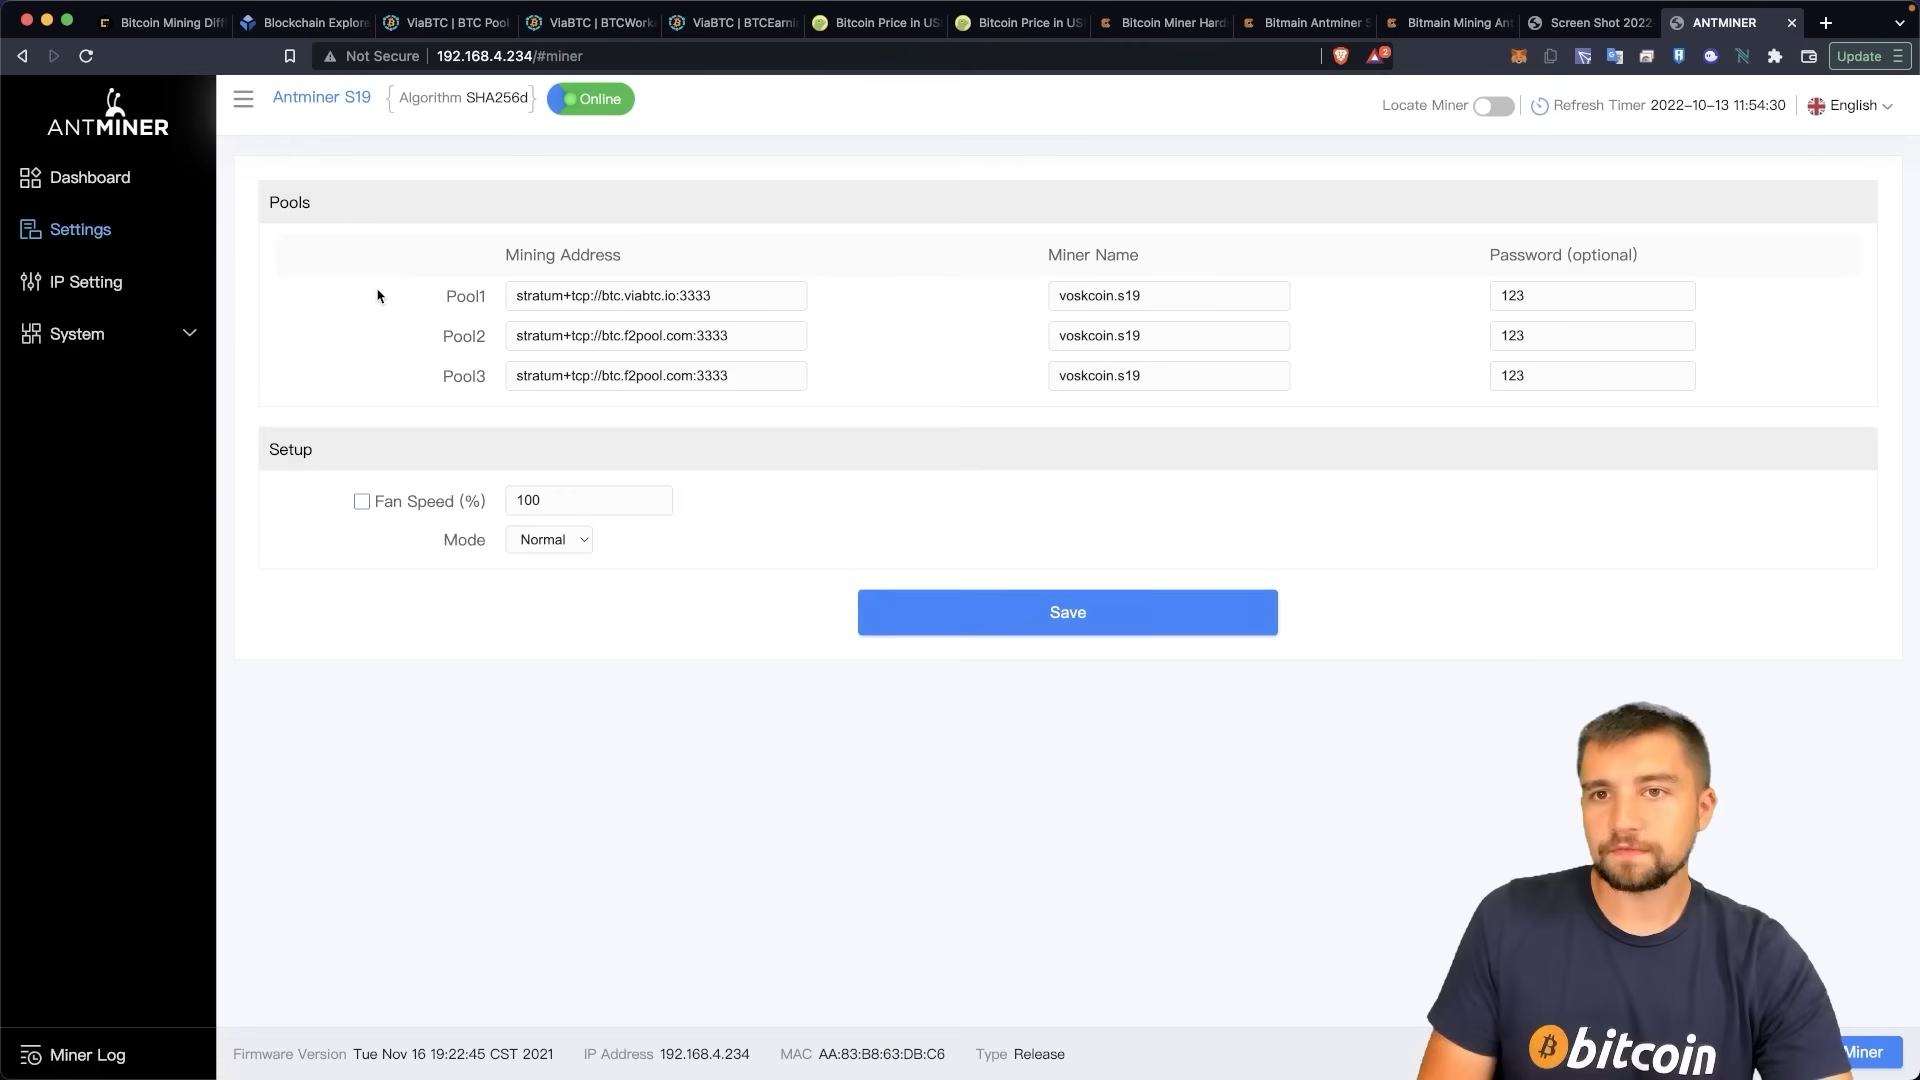 Bitcoin Mining Diff
Blockchain Explore
ViaBTC | BTC Pool
ViaBTC | BTCWork
ViaBTC | BTCEarni
Bitcoin Price in US
Bitcoin Price in US
Bitcoin Miner Hard
Bitmain Antminer S
Bitmain Mining Ant
Screen Shot 2022
ANTMINER
Not Secure
192.168.4.234/#miner
2
Update
ANTMINER
Antminer S19
Algorithm SHA256d
Online
Locate Miner
Refresh Timer 2022-10-13 11:54:30
English
Dashboard
Settings
IP Setting
System
Pools
Mining Address
Miner Name
Password (optional)
Pool1
stratum+tcp://btc.viabtc.io:3333
voskcoin.s19
123
Pool2
stratum+tcp://btc.f2pool.com:3333
voskcoin.s19
123
Pool3
stratum+tcp://btc.f2pool.com:3333
voskcoin.s19
123
Setup
Fan Speed (%)
100
Mode
Normal
Save
bitcoin
Miner Log
Firmware Version Tue Nov 16 19:22:45 CST 2021
IP Address 192.168.4.234
MAC AA:83:B8:63:DB:C6
Type Release
Miner